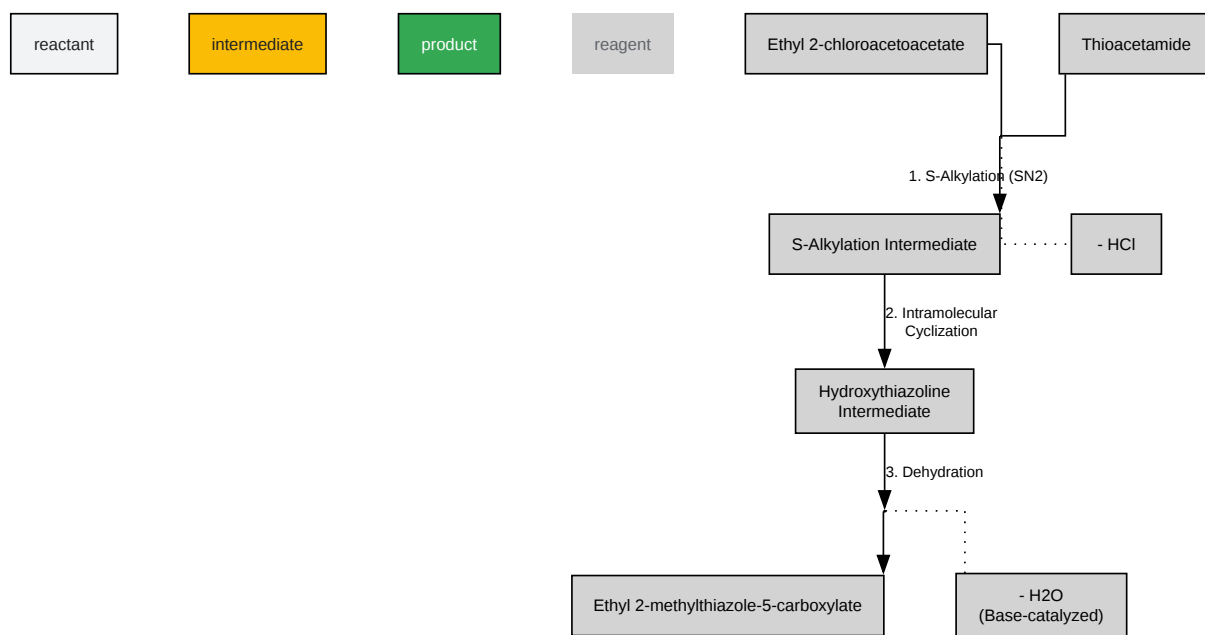 reactant
intermediate
product
reagent
Ethyl 2-chloroacetoacetate
Thioacetamide
1. S-Alkylation (SN2)
S-Alkylation Intermediate
- HCl
2. Intramolecular
Cyclization
Hydroxythiazoline
Intermediate
3. Dehydration
Ethyl 2-methylthiazole-5-carboxylate
- H2O
(Base-catalyzed)